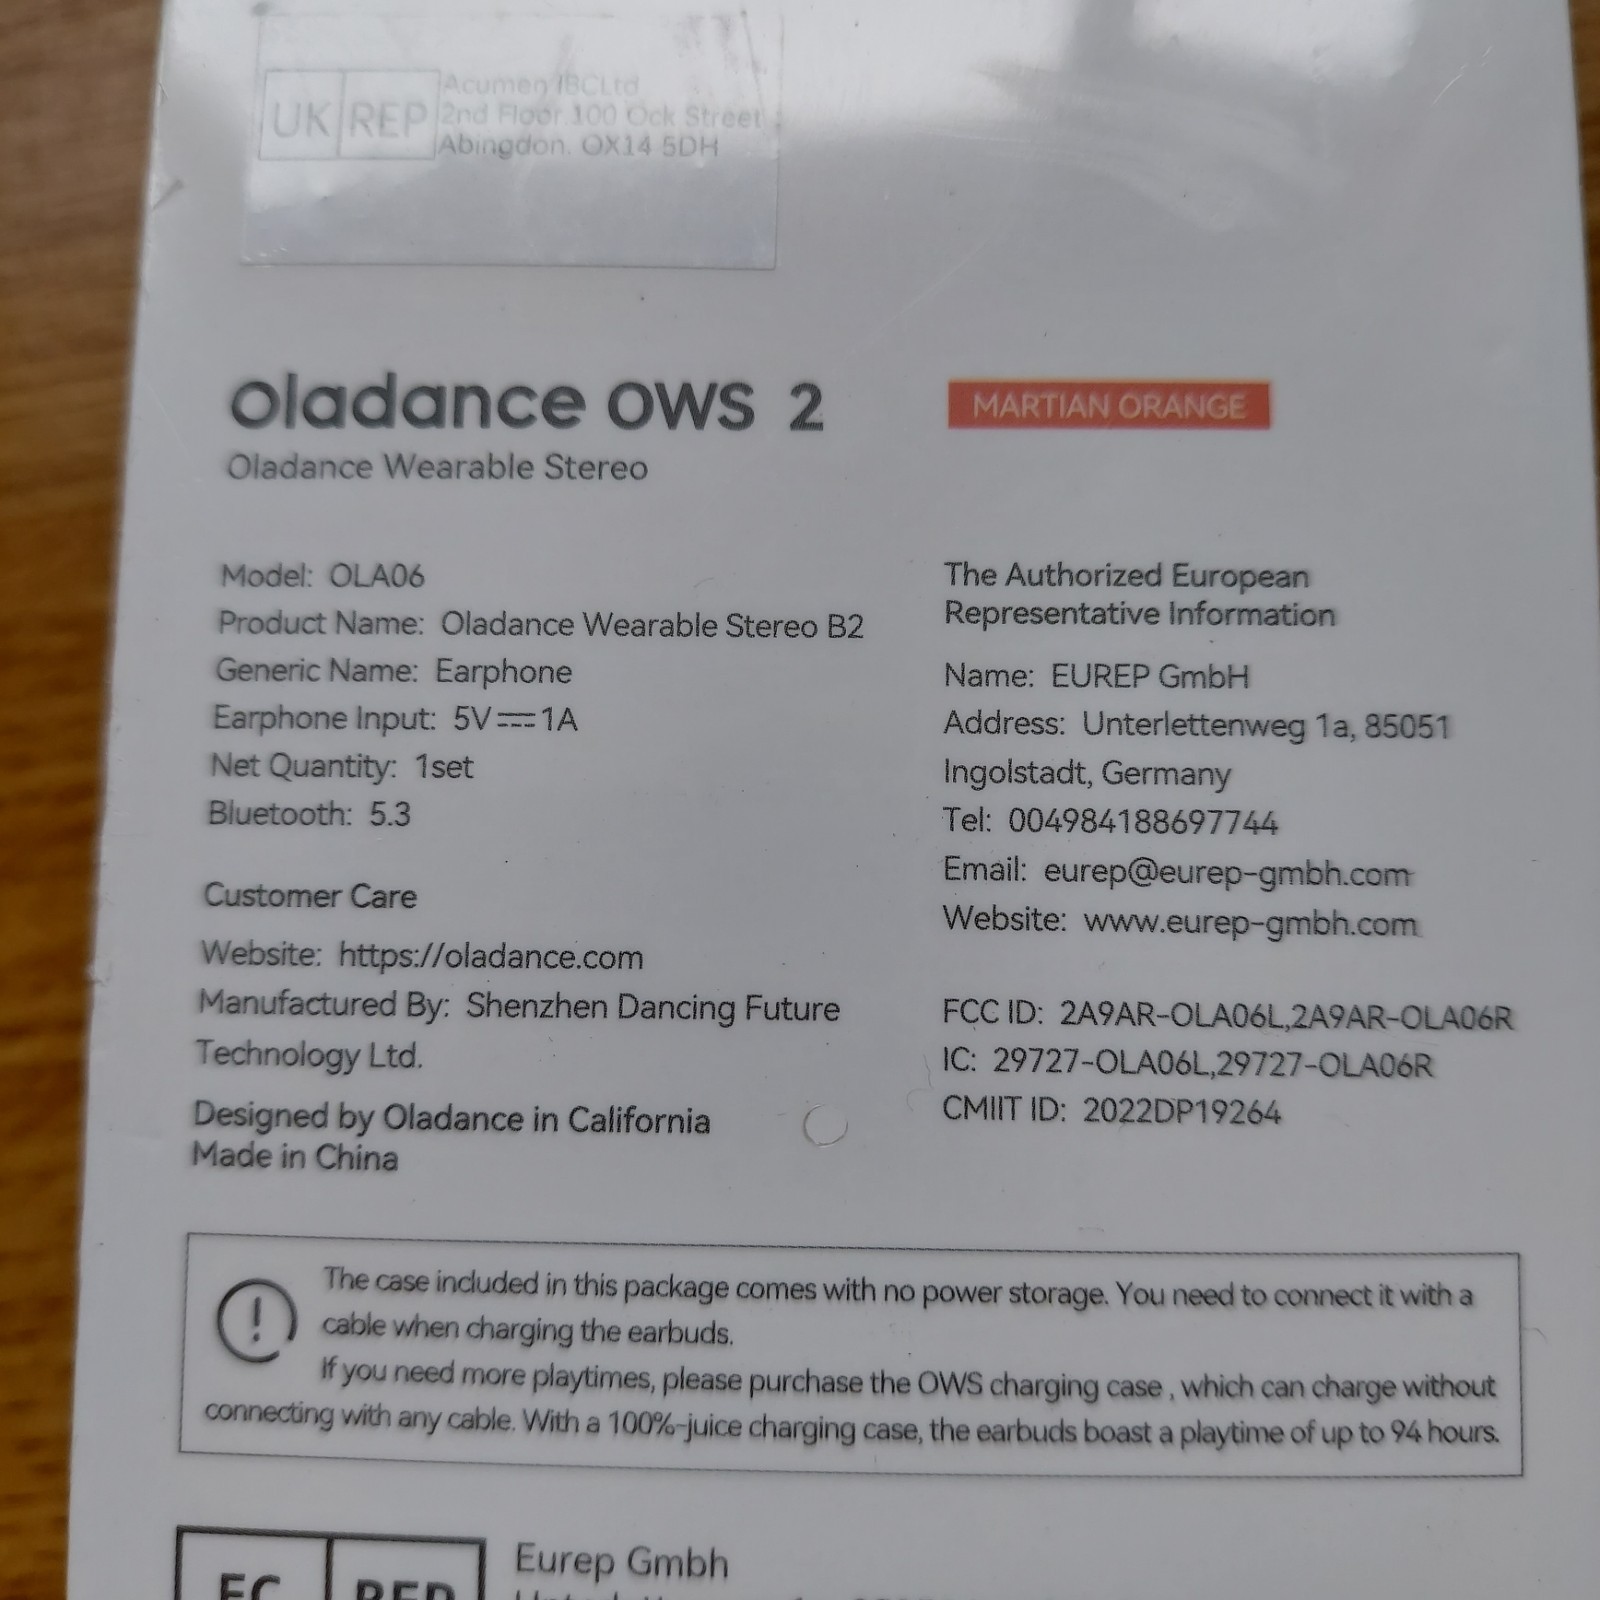 UK REP
Acumen IBCLtd
2nd Floor 100 Ock Street
Abingdon. OX14 5DH
oladance OWS 2
MARTIAN ORANGE
Oladance Wearable Stereo
Model: OLA06
Product Name: Oladance Wearable Stereo B2
Generic Name: Earphone
Earphone Input: 5V⎓1A
Net Quantity: 1set
Bluetooth: 5.3
Customer Care
Website: https://oladance.com
Manufactured By: Shenzhen Dancing Future
Technology Ltd.
Designed by Oladance in California
Made in China
The Authorized European
Representative Information
Name: EUREP GmbH
Address: Unterlettenweg 1a, 85051
Ingolstadt, Germany
Tel: 004984188697744
Email: eurep@eurep-gmbh.com
Website: www.eurep-gmbh.com
FCC ID: 2A9AR-OLA06L,2A9AR-OLA06R
IC: 29727-OLA06L,29727-OLA06R
CMIIT ID: 2022DP19264
The case included in this package comes with no power storage. You need to connect it with a
cable when charging the earbuds.
If you need more playtimes, please purchase the OWS charging case , which can charge without
connecting with any cable. With a 100%-juice charging case, the earbuds boast a playtime of up to 94 hours.
EC REP
Eurep Gmbh